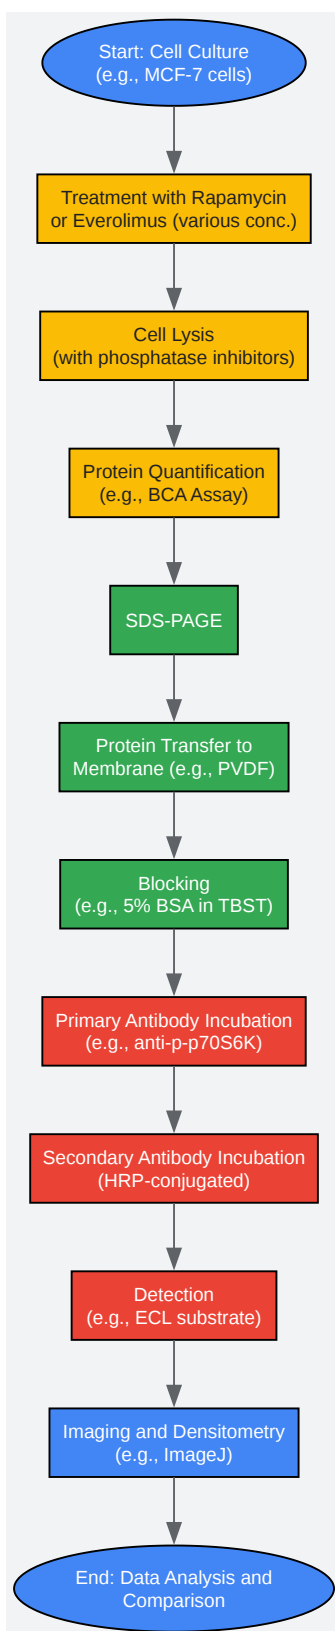 Start: Cell Culture
(e.g., MCF-7 cells)
Treatment with Rapamycin
or Everolimus (various conc.)
Cell Lysis
(with phosphatase inhibitors)
Protein Quantification
(e.g., BCA Assay)
SDS-PAGE
Protein Transfer to
Membrane (e.g., PVDF)
Blocking
(e.g., 5% BSA in TBST)
Primary Antibody Incubation
(e.g., anti-p-p70S6K)
Secondary Antibody Incubation
(HRP-conjugated)
Detection
(e.g., ECL substrate)
Imaging and Densitometry
(e.g., ImageJ)
End: Data Analysis and
Comparison